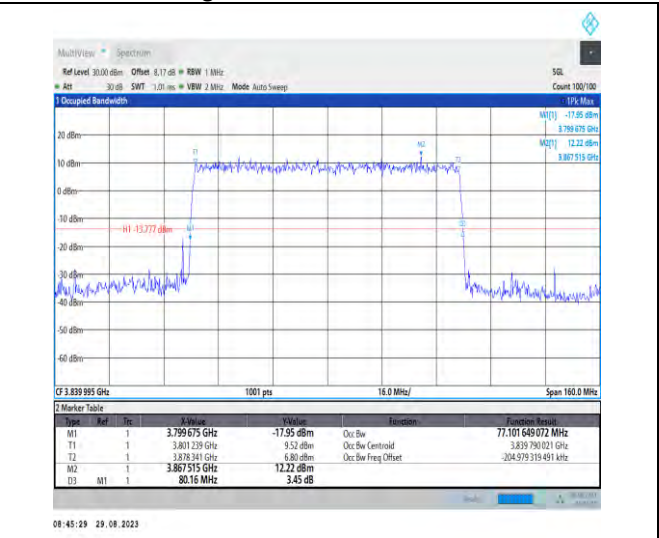 MultiView Spectrum
Ref Level 30.00 dBm Offset 8.17 dB RBW 1 MHz SGL
Att 30 dB SWT 1.01 ms VBW 2 MHz Mode Auto Sweep Count 100/100
1 Occupied Bandwidth 1Pk Max
M1[1] -17.95 dBm
3.799 675 GHz
M2[1] 12.22 dBm
3.867 515 GHz
20 dBm
M2
T1
T2
10 dBm
0 dBm
-10 dBm
H1 -13.777 dBm M1
D3
-20 dBm
-30 dBm
-40 dBm
-50 dBm
-60 dBm
CF 3.839 995 GHz 1001 pts 16.0 MHz/ Span 160.0 MHz
2 Marker Table
Type Ref Trc X-Value Y-Value Function Function Result
M1 1 3.799 675 GHz -17.95 dBm Occ Bw 77.101 649 072 MHz
T1 1 3.801 239 GHz 9.52 dBm Occ Bw Centroid 3.839 790 021 GHz
T2 1 3.878 341 GHz 6.80 dBm Occ Bw Freq Offset -204.979 319 491 kHz
M2 1 3.867 515 GHz 12.22 dBm
D3 M1 1 80.16 MHz 3.45 dB
08:45:29 29.08.2023